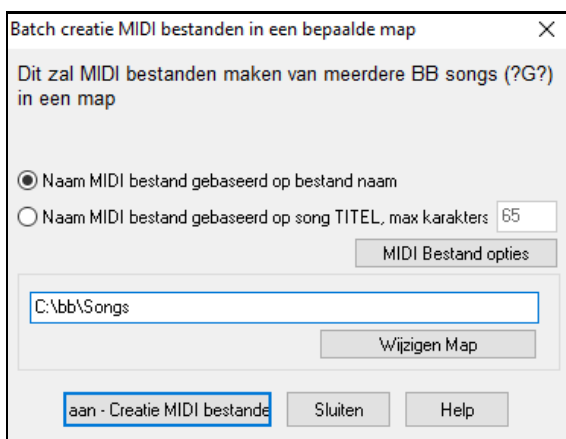 Batch creatie MIDI bestanden in een bepaalde map
Dit zal MIDI bestanden maken van meerdere BB songs (?G?)
in een map
Naam MIDI bestand gebaseerd op bestand naam
Naam MIDI bestand gebaseerd op song TITEL, max karakters 65
MIDI Bestand opties
C:\bb\Songs
Wijzigen Map
aan - Creatie MIDI bestande Sluiten Help